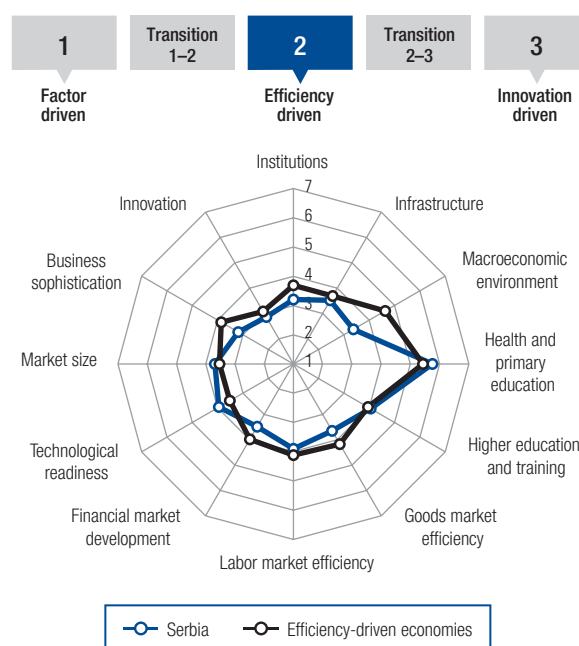 1
Transition
1–2
2
Transition
2–3
3
Factor
driven
Efficiency
driven
Innovation
driven
Institutions
7
6
5
4
3
2
1
Infrastructure
Macroeconomic
environment
Health and
primary
education
Higher education
and training
Goods market
efficiency
Labor market efficiency
Financial market
development
Technological
readiness
Market size
Business
sophistication
Innovation
Serbia
Efficiency-driven economies